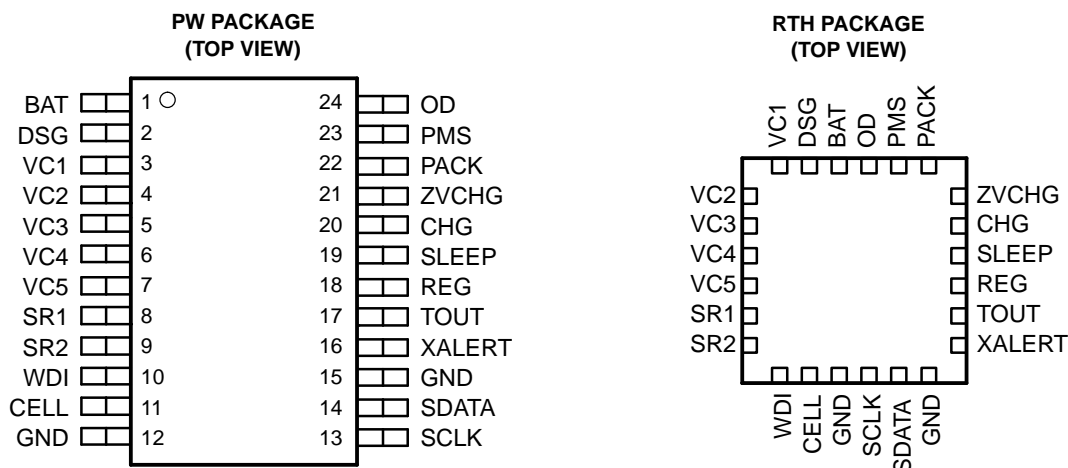 PW PACKAGE
(TOP VIEW)
BAT 1 24 OD
DSG 2 23 PMS
VC1 3 22 PACK
VC2 4 21 ZVCHG
VC3 5 20 CHG
VC4 6 19 SLEEP
VC5 7 18 REG
SR1 8 17 TOUT
SR2 9 16 XALERT
WDI 10 15 GND
CELL 11 14 SDATA
GND 12 13 SCLK
RTH PACKAGE
(TOP VIEW)
VC1 DSG BAT OD PMS PACK
VC2 ZVCHG
VC3 CHG
VC4 SLEEP
VC5 REG
SR1 TOUT
SR2 XALERT
WDI CELL GND SCLK SDATA GND